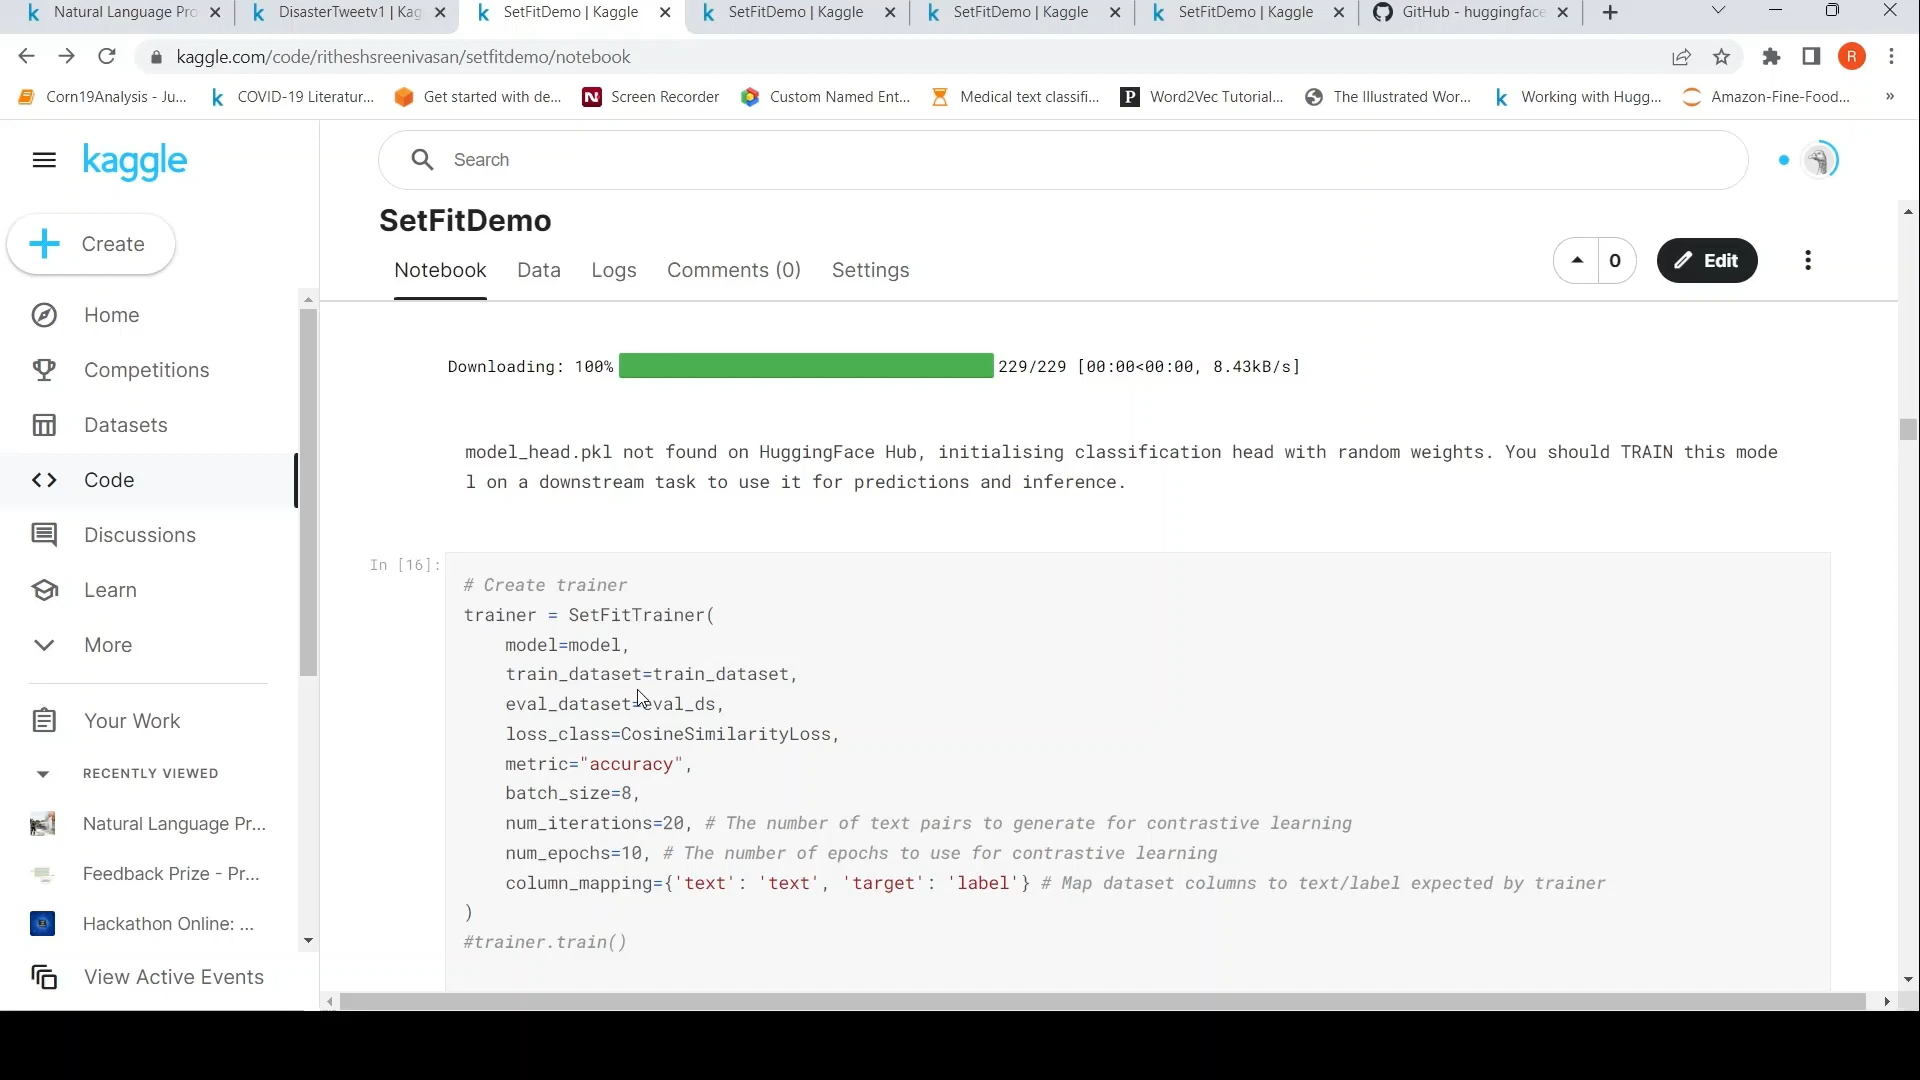 Natural Language Pro
DisasterTweetv1 | Kag
SetFitDemo | Kaggle
SetFitDemo | Kaggle
SetFitDemo | Kaggle
SetFitDemo | Kaggle
GitHub - huggingface
kaggle.com/code/ritheshsreenivasan/setfitdemo/notebook
R
Corn19Analysis - Ju...
COVID-19 Literatur...
Get started with de...
Screen Recorder
Custom Named Ent...
Medical text classifi...
Word2Vec Tutorial...
The Illustrated Wor...
Working with Hugg...
Amazon-Fine-Food...
»
kaggle
Search
Create
Home
Competitions
Datasets
Code
Discussions
Learn
More
Your Work
RECENTLY VIEWED
Natural Language Pr...
Feedback Prize - Pr...
Hackathon Online: ...
View Active Events
SetFitDemo
Notebook
Data
Logs
Comments (0)
Settings
0
Edit
Downloading: 100% 229/229 [00:00<00:00, 8.43kB/s]
model_head.pkl not found on HuggingFace Hub, initialising classification head with random weights. You should TRAIN this mode
l on a downstream task to use it for predictions and inference.
In [16]:
# Create trainer
trainer = SetFitTrainer(
model=model,
train_dataset=train_dataset,
eval_dataset=eval_ds,
loss_class=CosineSimilarityLoss,
metric="accuracy",
batch_size=8,
num_iterations=20, # The number of text pairs to generate for contrastive learning
num_epochs=10, # The number of epochs to use for contrastive learning
column_mapping={'text': 'text', 'target': 'label'} # Map dataset columns to text/label expected by trainer
)
#trainer.train()